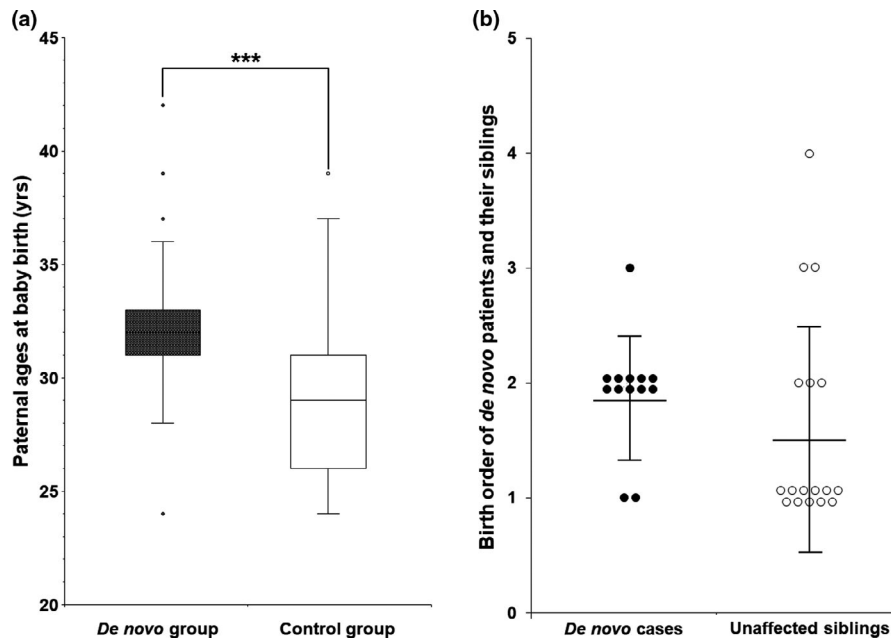 (a)
45
40
35
30
25
20
Paternal ages at baby birth (yrs)
***
De novo group Control group
(b)
5
4
3
2
1
0
Birth order of de novo patients and their siblings
De novo cases Unaffected siblings